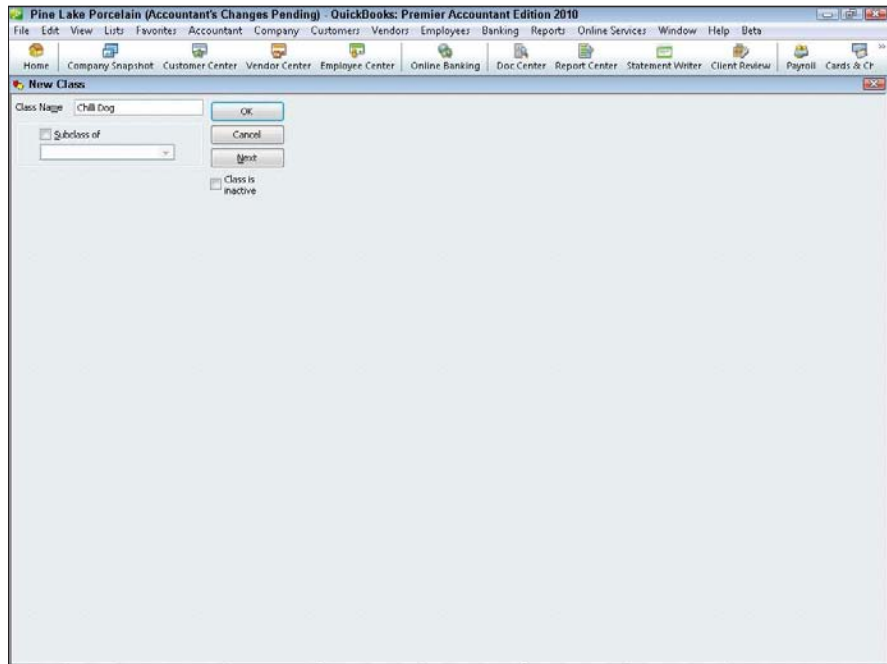 Pine Lake Porcelain (Accountant's Changes Pending) - QuickBooks: Premier Accountant Edition 2010
File Edit View Lists Favorites Accountant Company Customers Vendors Employees Banking Reports Online Services Window Help Beta
Home Company Snapshot Customer Center Vendor Center Employee Center Online Banking Doc Center Report Center Statement Writer Client Review Payroll Cards & Cr
New Class
Class Name Chili Dog OK
Subclass of Cancel
Next
Class is
inactive